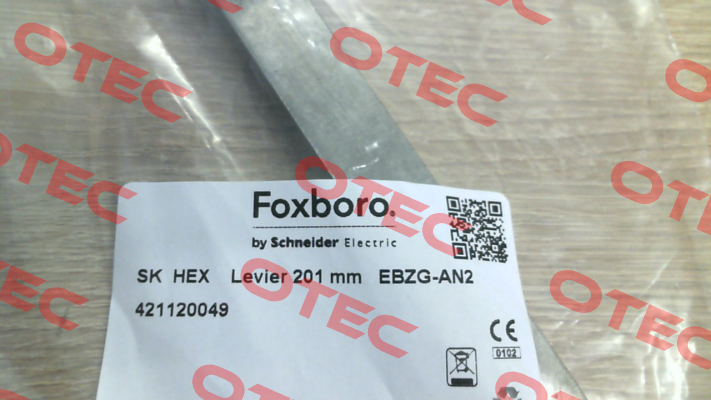 Foxboro.
by Schneider Electric
SK HEX Levier 201 mm EBZG-AN2
421120049
CE
0102
OTEC
OTEC
OTEC
OTEC
OTEC
OTEC
OTEC
OTEC
OTEC